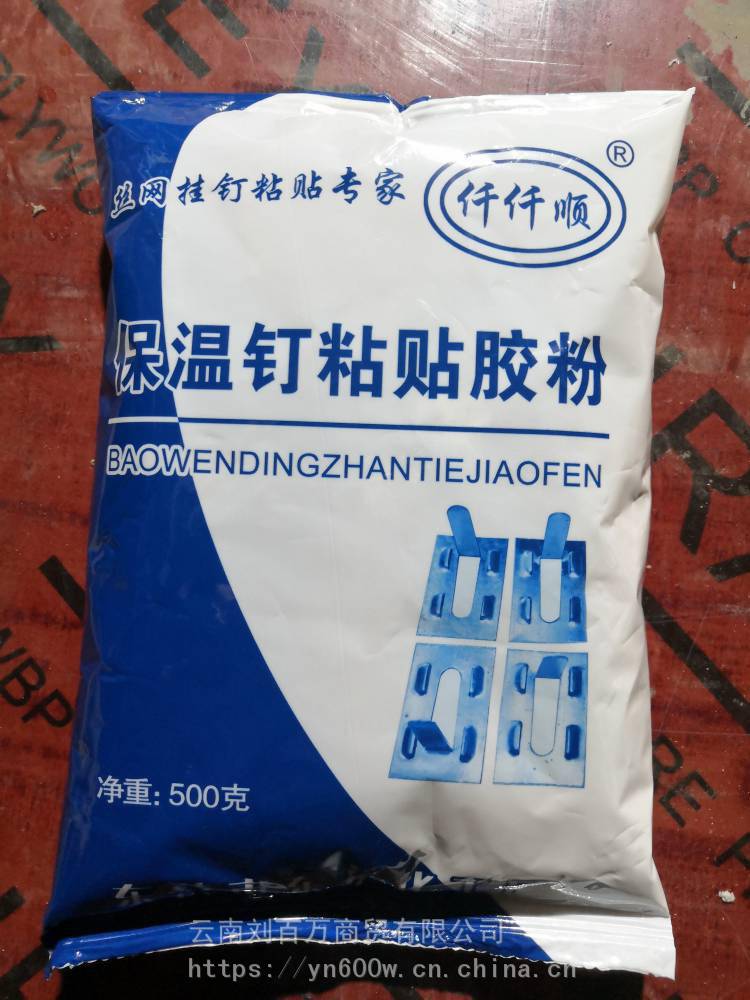 丝网挂钉粘贴专家
仟仟顺
®
保温钉粘贴胶粉
BAOWENDINGZHANTIEJIAOFEN
净重: 500克
云南刘百万商贸有限公司
https://yn600w.cn.china.cn